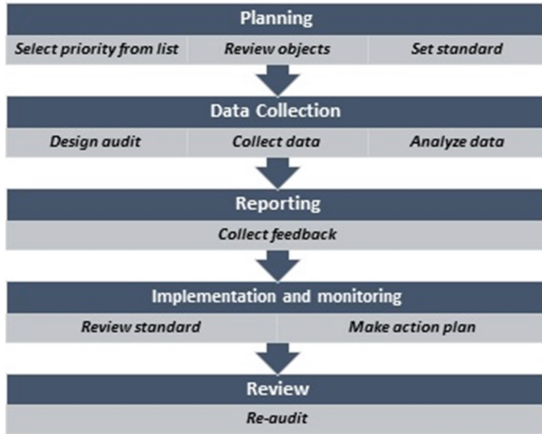 Planning
Select priority from list Review objects Set standard
Data Collection
Design audit Collect data Analyze data
Reporting
Collect feedback
Implementation and monitoring
Review standard Make action plan
Review
Re-audit